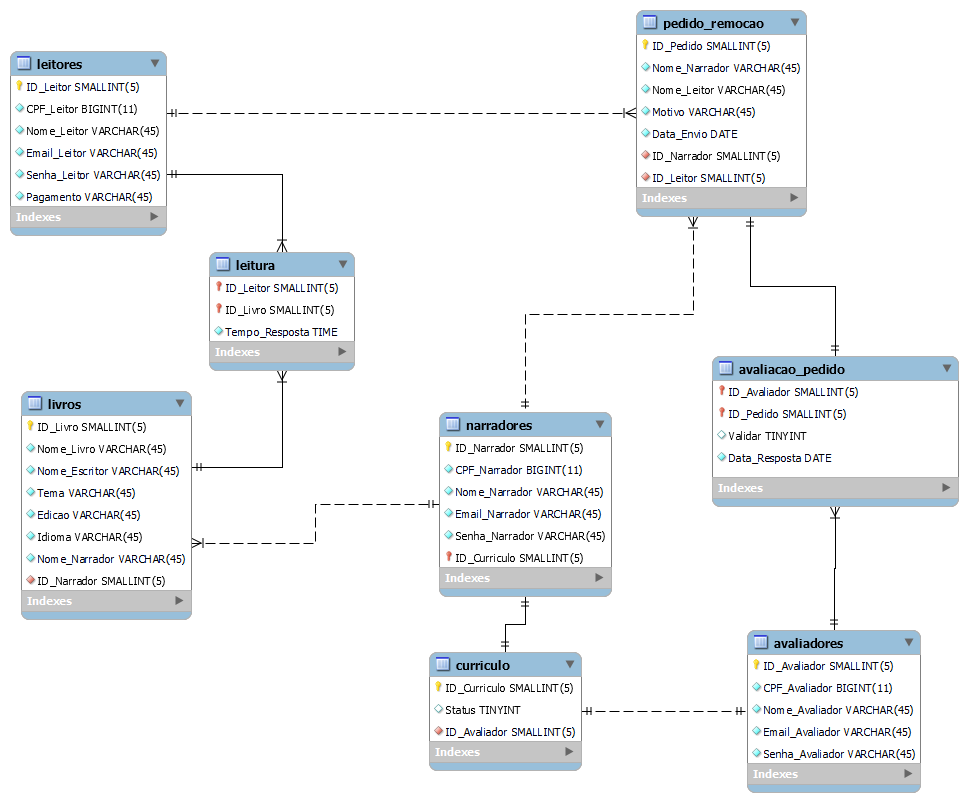 leitores
ID_Leitor SMALLINT(5)
CPF_Leitor BIGINT(11)
Nome_Leitor VARCHAR(45)
Email_Leitor VARCHAR(45)
Senha_Leitor VARCHAR(45)
Pagamento VARCHAR(45)
Indexes
pedido_remocao
ID_Pedido SMALLINT(5)
Nome_Narrador VARCHAR(45)
Nome_Leitor VARCHAR(45)
Motivo VARCHAR(45)
Data_Envio DATE
ID_Narrador SMALLINT(5)
ID_Leitor SMALLINT(5)
Indexes
leitura
ID_Leitor SMALLINT(5)
ID_Livro SMALLINT(5)
Tempo_Resposta TIME
Indexes
livros
ID_Livro SMALLINT(5)
Nome_Livro VARCHAR(45)
Nome_Escritor VARCHAR(45)
Tema VARCHAR(45)
Edicao VARCHAR(45)
Idioma VARCHAR(45)
Nome_Narrador VARCHAR(45)
ID_Narrador SMALLINT(5)
Indexes
narradores
ID_Narrador SMALLINT(5)
CPF_Narrador BIGINT(11)
Nome_Narrador VARCHAR(45)
Email_Narrador VARCHAR(45)
Senha_Narrador VARCHAR(45)
ID_Curriculo SMALLINT(5)
Indexes
avaliacao_pedido
ID_Avaliador SMALLINT(5)
ID_Pedido SMALLINT(5)
Validar TINYINT
Data_Resposta DATE
Indexes
curriculo
ID_Curriculo SMALLINT(5)
Status TINYINT
ID_Avaliador SMALLINT(5)
Indexes
avaliadores
ID_Avaliador SMALLINT(5)
CPF_Avaliador BIGINT(11)
Nome_Avaliador VARCHAR(45)
Email_Avaliador VARCHAR(45)
Senha_Avaliador VARCHAR(45)
Indexes